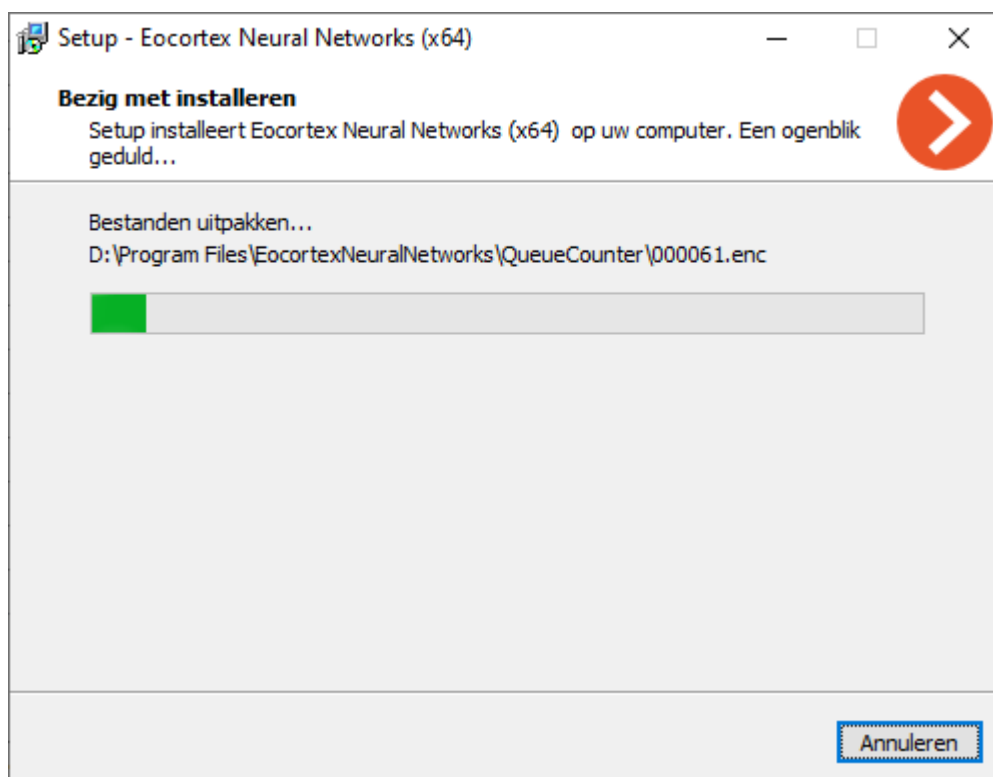 Setup - Eocortex Neural Networks (x64)
Bezig met installeren
Setup installeert Eocortex Neural Networks (x64)  op uw computer. Een ogenblik
geduld...
Bestanden uitpakken...
D:\Program Files\EocortexNeuralNetworks\QueueCounter\000061.enc
Annuleren